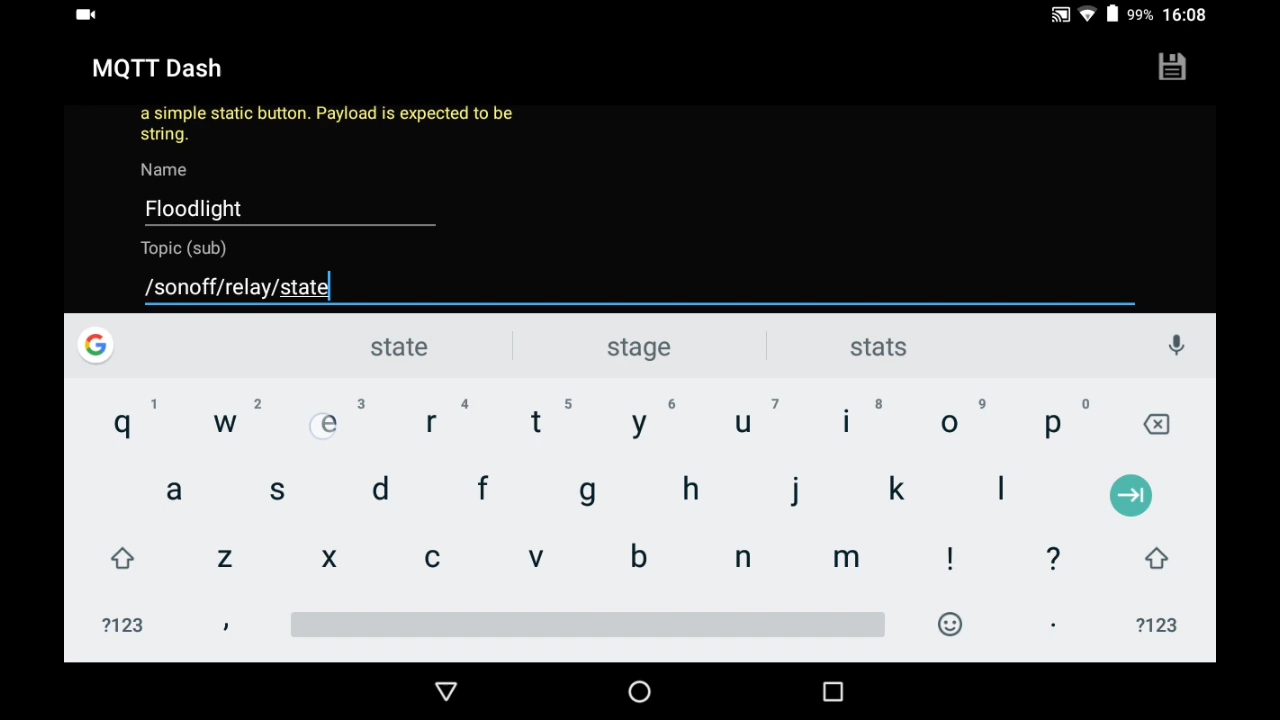 99% 16:08
MQTT Dash
a simple static button. Payload is expected to be
string.
Name
Floodlight
Topic (sub)
/sonoff/relay/state
G state stage stats
q 1 w 2 e 3 r 4 t 5 y 6 u 7 i 8 o 9 p 0
a s d f g h j k l
z x c v b n m ! ?
?123 , . ?123